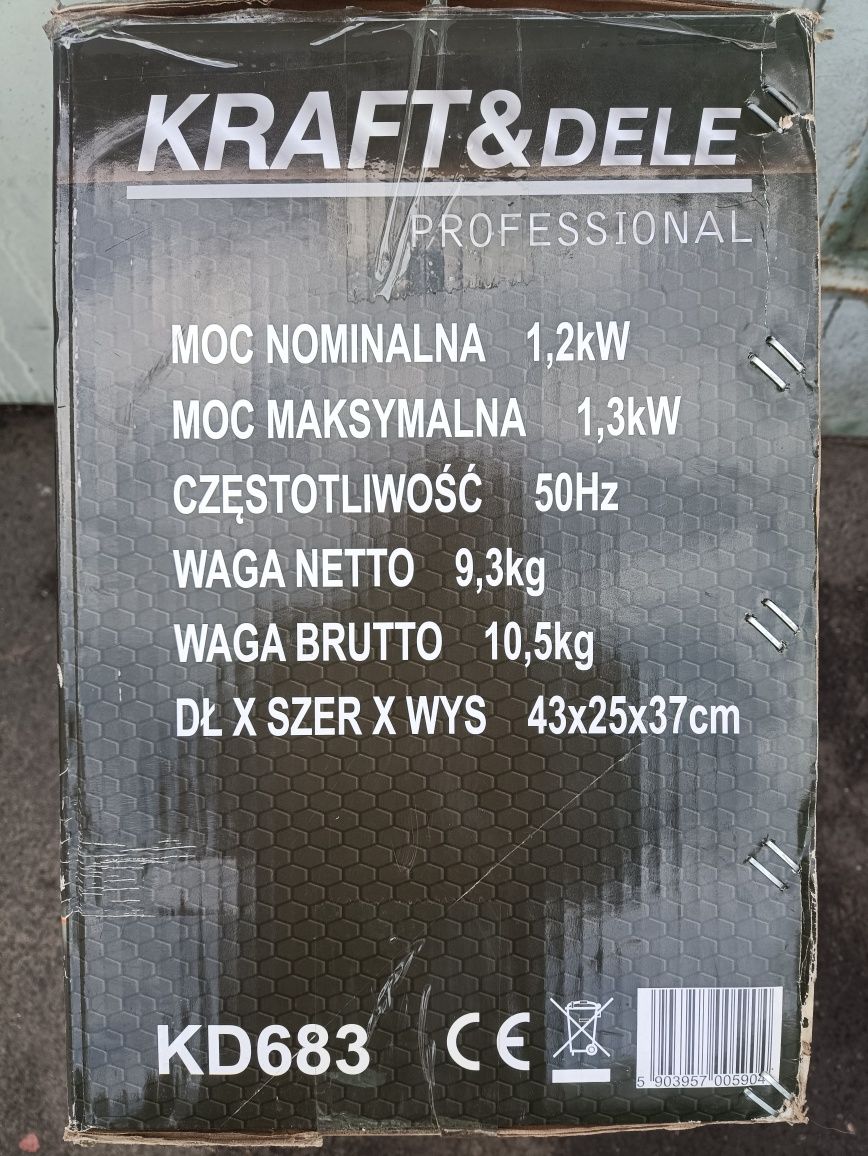 KRAFT&DELE
PROFESSIONAL
MOC NOMINALNA 1,2kW
MOC MAKSYMALNA 1,3kW
CZĘSTOTLIWOŚĆ 50Hz
WAGA NETTO 9,3kg
WAGA BRUTTO 10,5kg
DŁ X SZER X WYS 43x25x37cm
KD683 CE
5 903957 005904